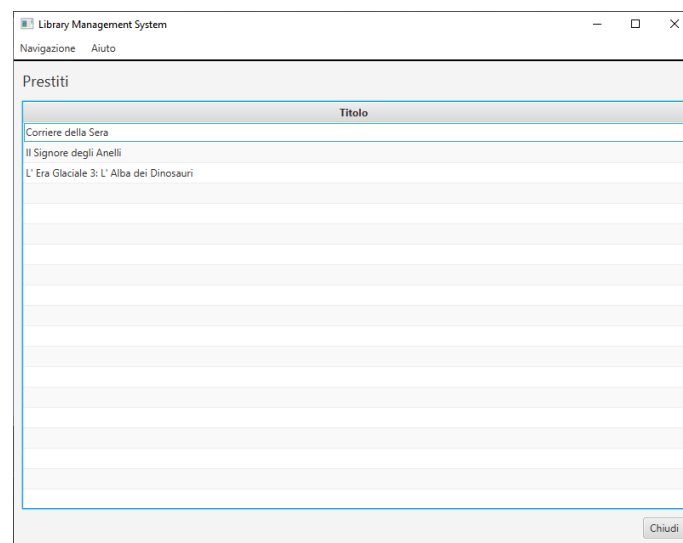 Library Management System
Navigazione Aiuto
Prestiti
Titolo
Corriere della Sera
Il Signore degli Anelli
L' Era Glaciale 3: L' Alba dei Dinosauri
Chiudi